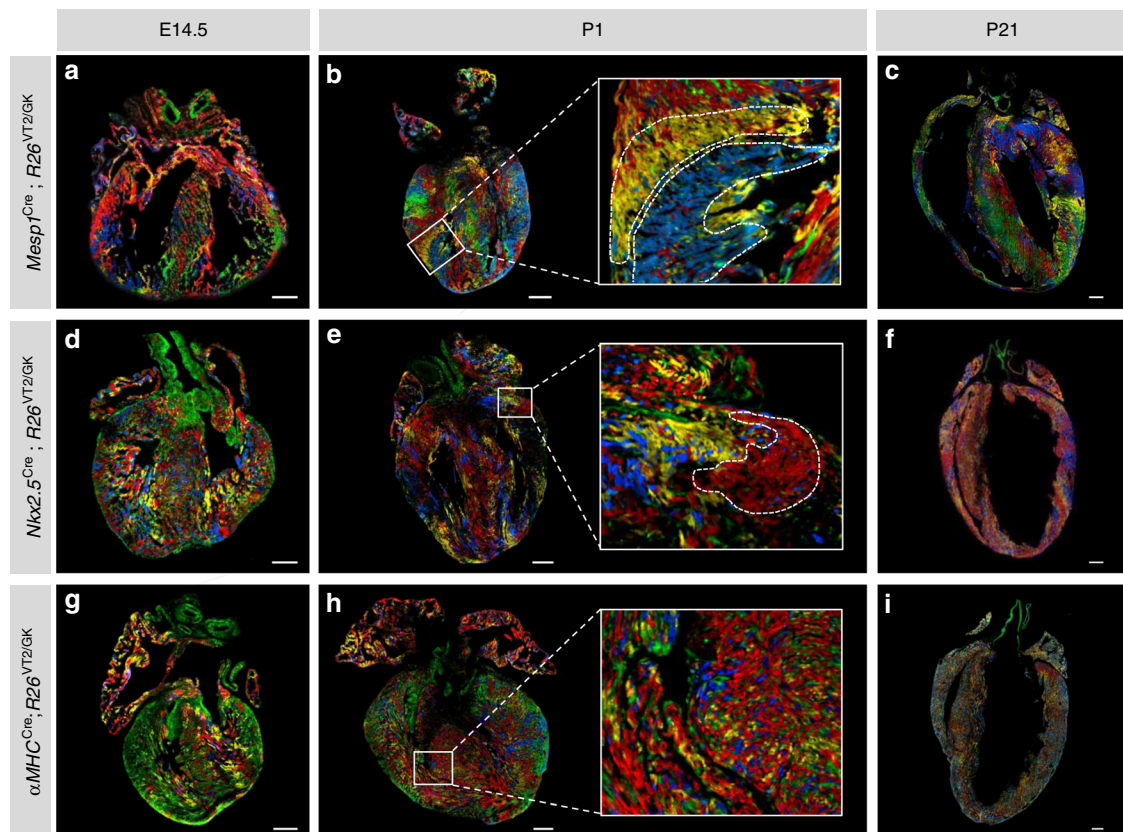 E14.5
P1
P21
Mesp1Cre ; R26VT2/GK
a
b
c
Nkx2.5Cre ; R26VT2/GK
d
e
f
αMHCCre;R26VT2/GK
g
h
i